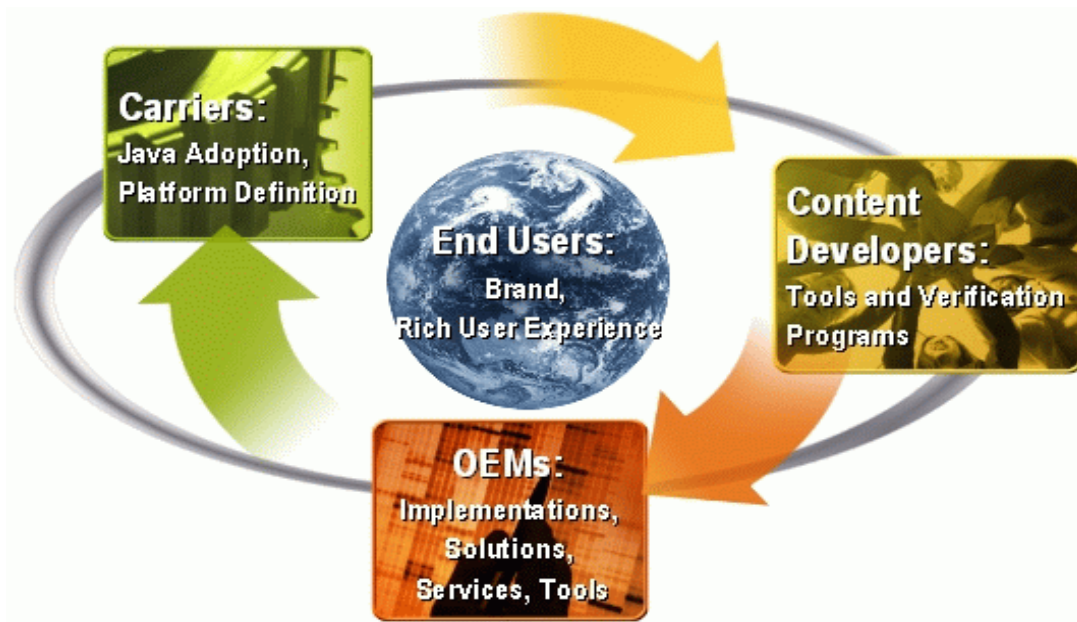 Carriers:
Java Adoption,
Platform Definition
End Users:
Brand,
Rich User Experience
Content
Developers:
Tools and Verification
Programs
OEMs:
Implementations,
Solutions,
Services, Tools